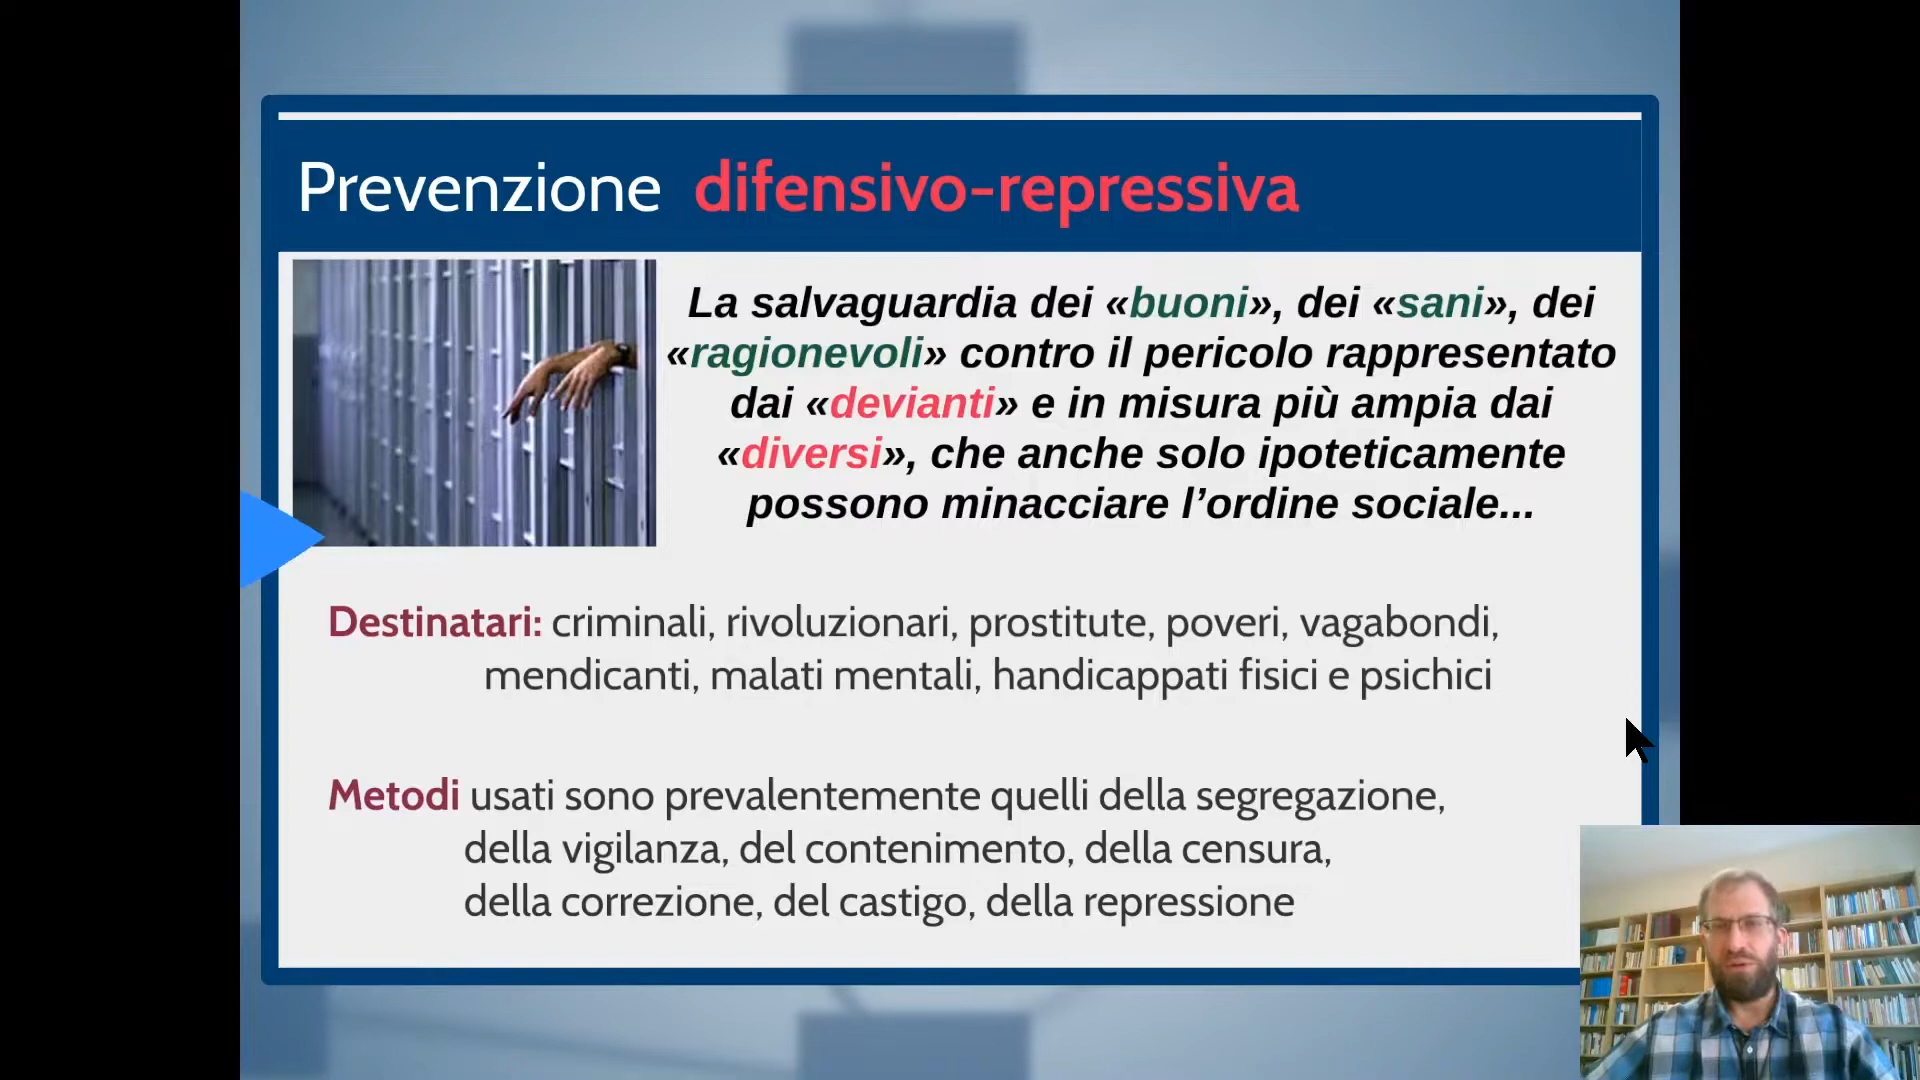 Prevenzione difensivo-repressiva
La salvaguardia dei «buoni», dei «sani», dei
«ragionevoli» contro il pericolo rappresentato
dai «devianti» e in misura più ampia dai
«diversi», che anche solo ipoteticamente
possono minacciare l’ordine sociale...
Destinatari: criminali, rivoluzionari, prostitute, poveri, vagabondi,
mendicanti, malati mentali, handicappati fisici e psichici
Metodi usati sono prevalentemente quelli della segregazione,
della vigilanza, del contenimento, della censura,
della correzione, del castigo, della repressione